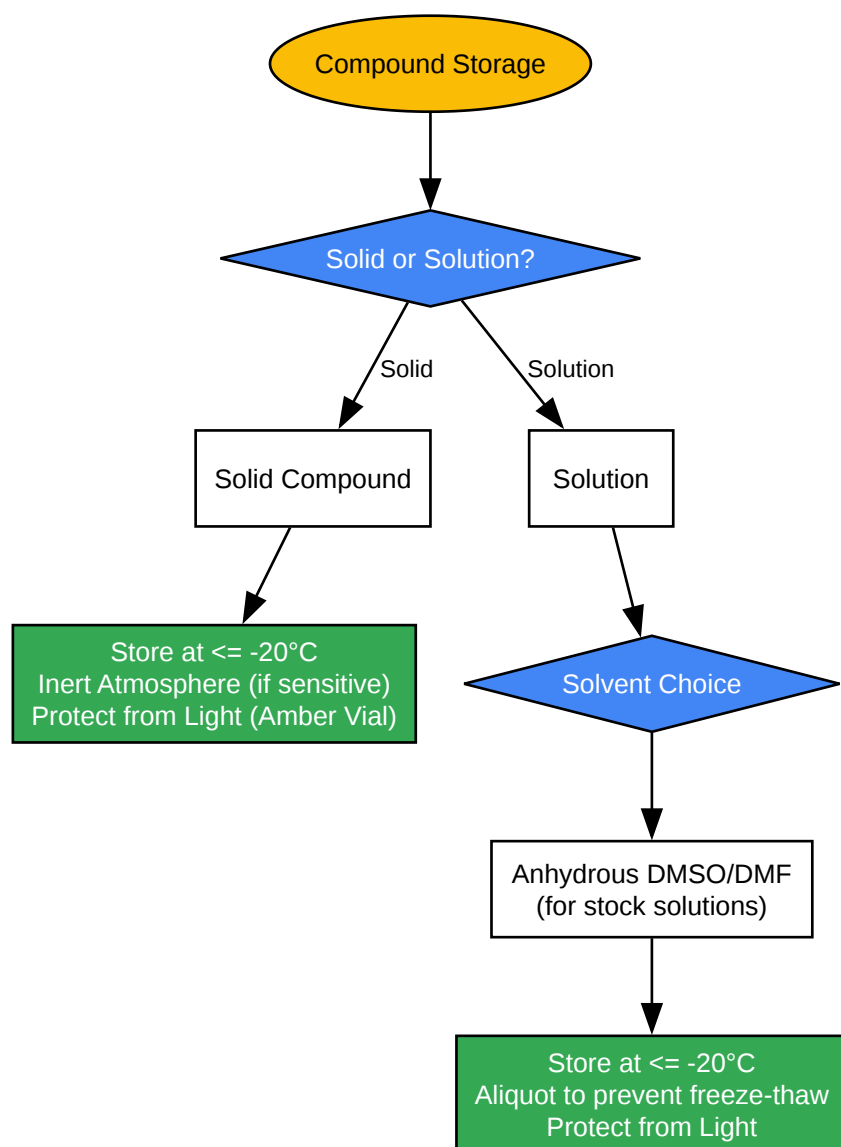 Compound Storage
Solid or Solution?
Solid
Solution
Solid Compound
Solution
Store at <= -20°C
Inert Atmosphere (if sensitive)
Protect from Light (Amber Vial)
Solvent Choice
Anhydrous DMSO/DMF
(for stock solutions)
Store at <= -20°C
Aliquot to prevent freeze-thaw
Protect from Light